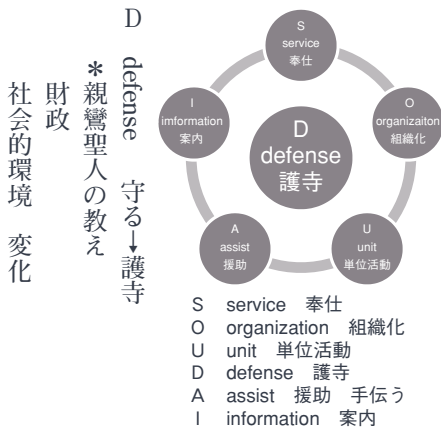 D defense 守る→護寺
＊親鸞聖人の教え
財政
社会的環境 変化
S
service
奉仕
O
organizaiton
組織化
U
unit
単位活動
A
assist
援助
I
imformation
案内
D
defense
護寺
S service 奉仕
O organization 組織化
U unit 単位活動
D defense 護寺
A assist 援助 手伝う
I information 案内